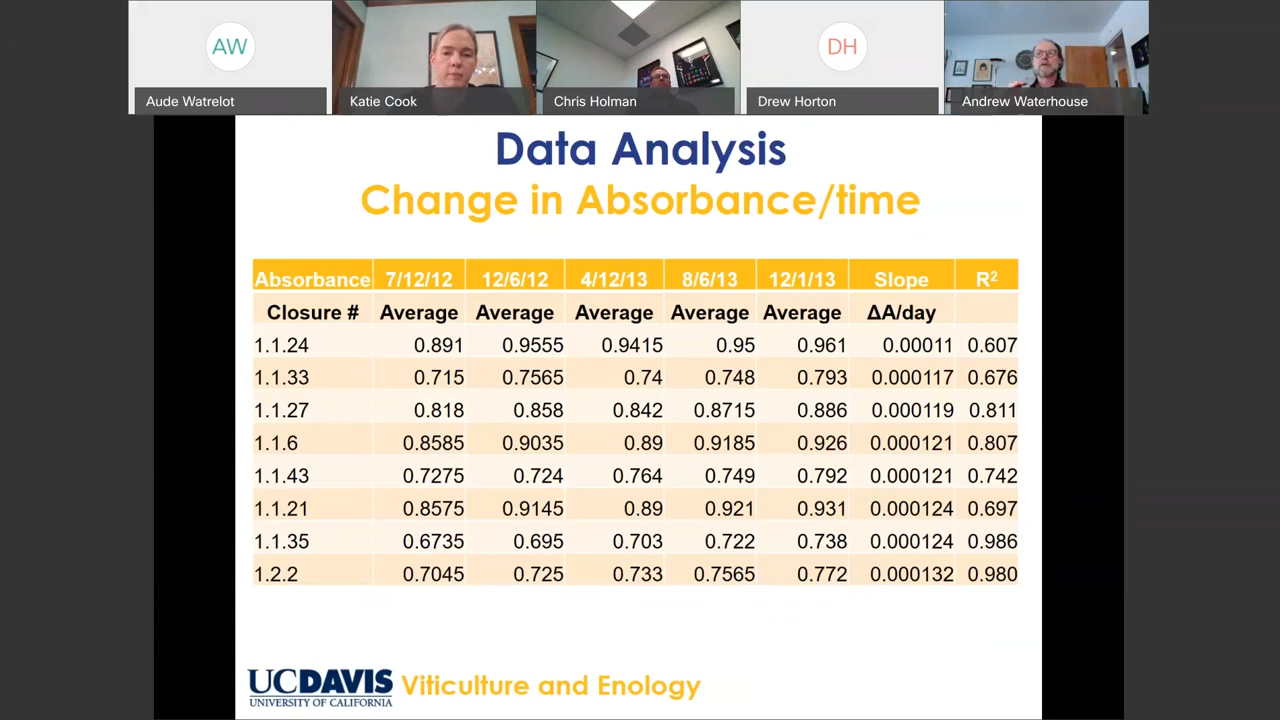 AW
DH
Aude Watrelot
Katie Cook
Chris Holman
Drew Horton
Andrew Waterhouse
Data Analysis
Change in Absorbance/time
Absorbance 7/12/12 12/6/12 4/12/13 8/6/13 12/1/13 Slope R²
Closure # Average Average Average Average Average ΔA/day
1.1.24 0.891 0.9555 0.9415 0.95 0.961 0.00011 0.607
1.1.33 0.715 0.7565 0.74 0.748 0.793 0.000117 0.676
1.1.27 0.818 0.858 0.842 0.8715 0.886 0.000119 0.811
1.1.6 0.8585 0.9035 0.89 0.9185 0.926 0.000121 0.807
1.1.43 0.7275 0.724 0.764 0.749 0.792 0.000121 0.742
1.1.21 0.8575 0.9145 0.89 0.921 0.931 0.000124 0.697
1.1.35 0.6735 0.695 0.703 0.722 0.738 0.000124 0.986
1.2.2 0.7045 0.725 0.733 0.7565 0.772 0.000132 0.980
UCDAVIS Viticulture and Enology
UNIVERSITY OF CALIFORNIA